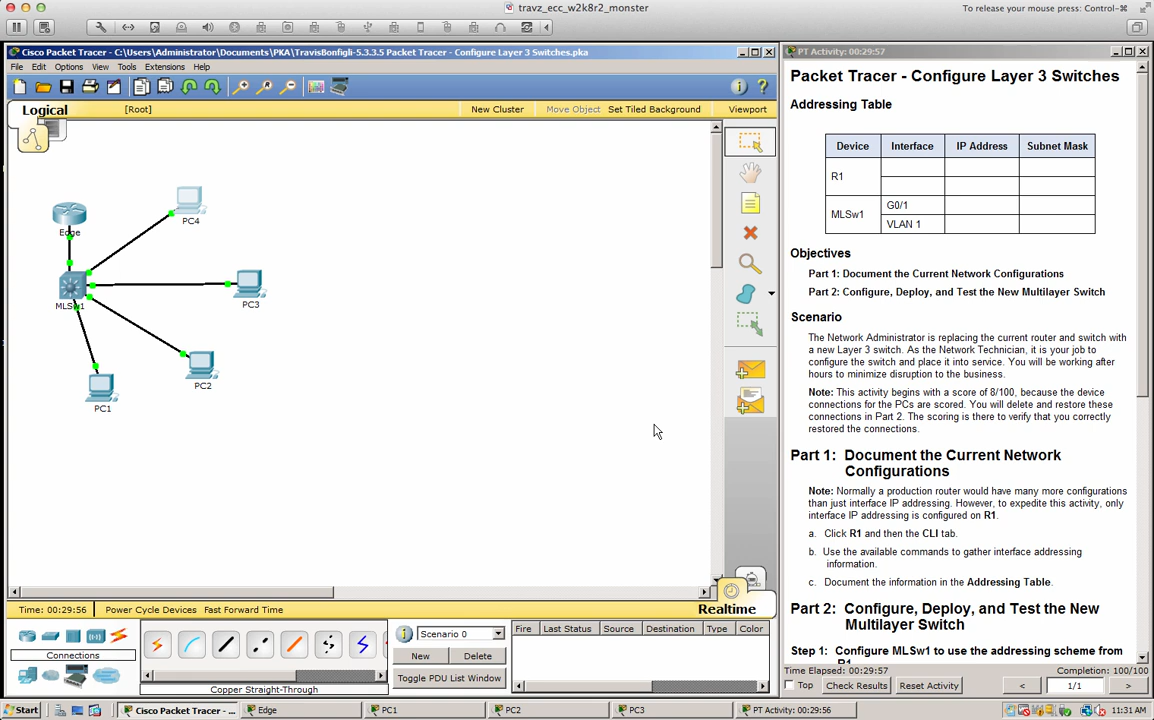 travz_ecc_w2k8r2_monster
To release your mouse press: Control-⌘
Cisco Packet Tracer - C:\Users\Administrator\Documents\PKA\TravisBonfigli-5.3.3.5 Packet Tracer - Configure Layer 3 Switches.pka
File Edit Options View Tools Extensions Help
Logical
[Root]
New Cluster
Move Object
Set Tiled Background
Viewport
Edge
PC4
MLSw1
PC3
PC2
PC1
Time: 00:29:56
Power Cycle Devices Fast Forward Time
Realtime
Connections
Copper Straight-Through
Scenario 0
New
Delete
Toggle PDU List Window
Fire Last Status Source Destination Type Color
PT Activity: 00:29:57
Packet Tracer - Configure Layer 3 Switches
Addressing Table
Device Interface IP Address Subnet Mask
R1
MLSw1
G0/1
VLAN 1
Objectives
Part 1: Document the Current Network Configurations
Part 2: Configure, Deploy, and Test the New Multilayer Switch
Scenario
The Network Administrator is replacing the current router and switch with
a new Layer 3 switch. As the Network Technician, it is your job to
configure the switch and place it into service. You will be working after
hours to minimize disruption to the business.
Note: This activity begins with a score of 8/100, because the device
connections for the PCs are scored. You will delete and restore these
connections in Part 2. The scoring is there to verify that you correctly
restored the connections.
Part 1: Document the Current Network
Configurations
Note: Normally a production router would have many more configurations
than just interface IP addressing. However, to expedite this activity, only
interface IP addressing is configured on R1.
a. Click R1 and then the CLI tab.
b. Use the available commands to gather interface addressing
information.
c. Document the information in the Addressing Table.
Part 2: Configure, Deploy, and Test the New
Multilayer Switch
Step 1: Configure MLSw1 to use the addressing scheme from
R1.
Time Elapsed: 00:29:57
Completion: 100/100
Top
Check Results
Reset Activity
<
1/1
>
Start
Cisco Packet Tracer - ...
Edge
PC1
PC2
PC3
PT Activity: 00:29:56
11:31 AM